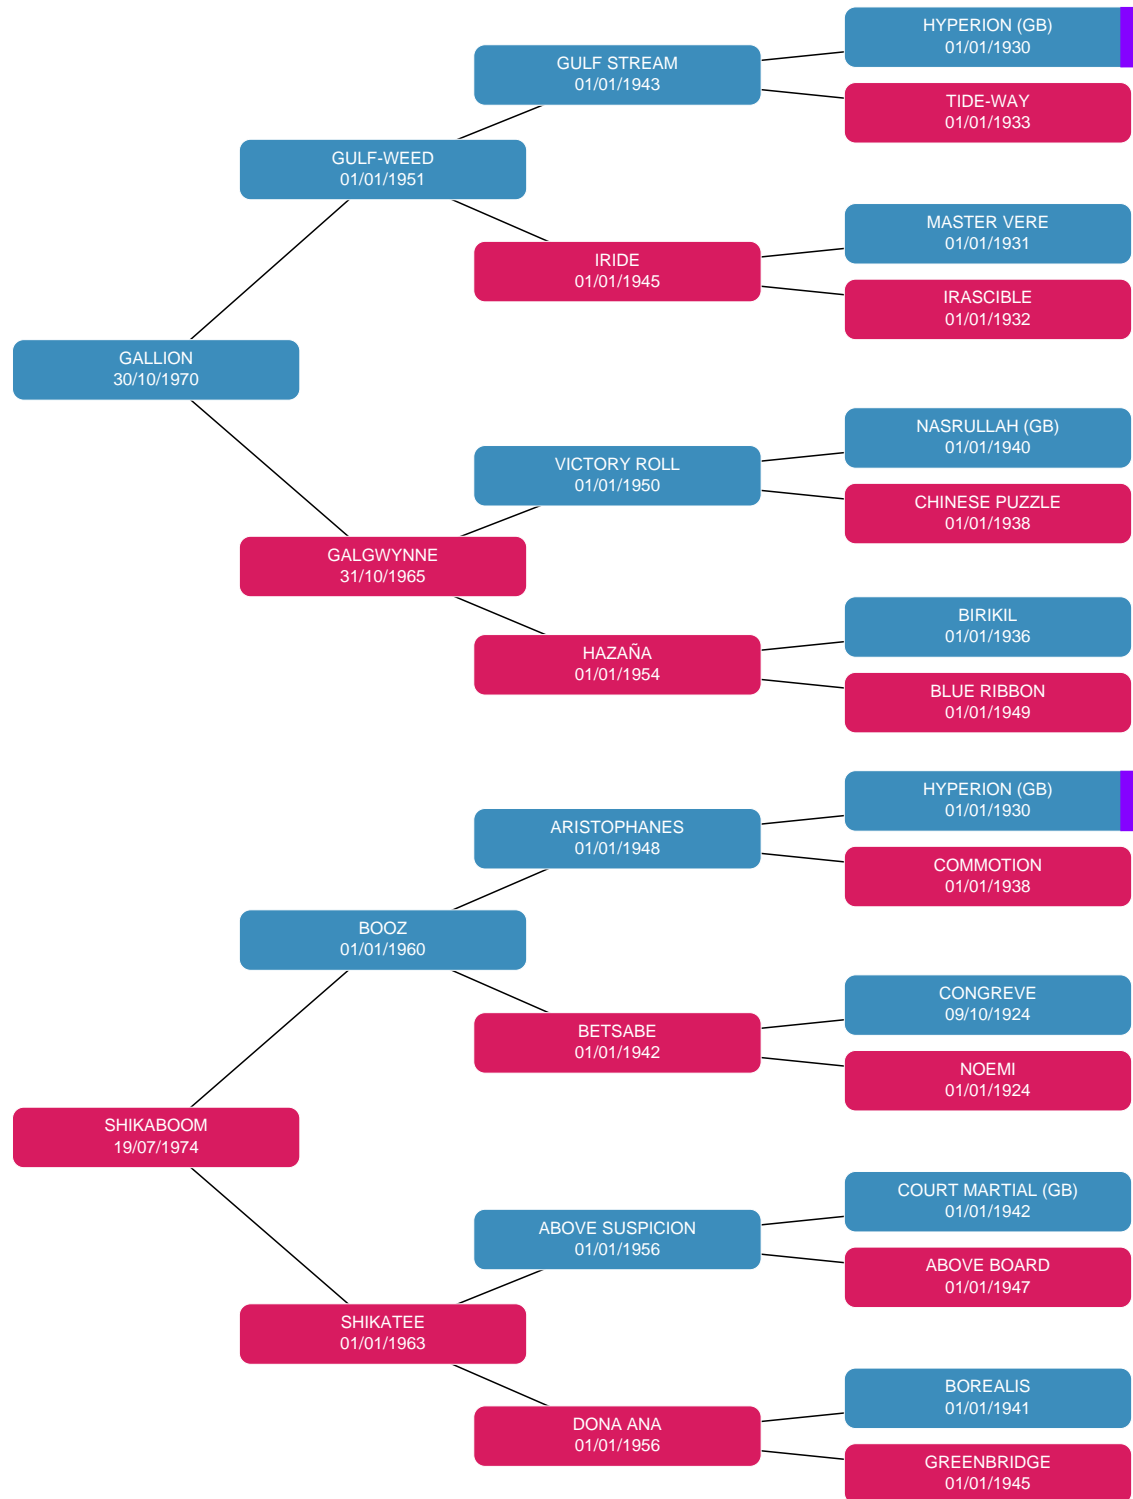 HYPERION (GB)
01/01/1930
GULF STREAM
01/01/1943
TIDE-WAY
01/01/1933
GULF-WEED
01/01/1951
MASTER VERE
01/01/1931
IRIDE
01/01/1945
IRASCIBLE
01/01/1932
GALLION
30/10/1970
NASRULLAH (GB)
01/01/1940
VICTORY ROLL
01/01/1950
CHINESE PUZZLE
01/01/1938
GALGWYNNE
31/10/1965
BIRIKIL
01/01/1936
HAZAÑA
01/01/1954
BLUE RIBBON
01/01/1949
HYPERION (GB)
01/01/1930
ARISTOPHANES
01/01/1948
COMMOTION
01/01/1938
BOOZ
01/01/1960
CONGREVE
09/10/1924
BETSABE
01/01/1942
NOEMI
01/01/1924
SHIKABOOM
19/07/1974
COURT MARTIAL (GB)
01/01/1942
ABOVE SUSPICION
01/01/1956
ABOVE BOARD
01/01/1947
SHIKATEE
01/01/1963
BOREALIS
01/01/1941
DONA ANA
01/01/1956
GREENBRIDGE
01/01/1945